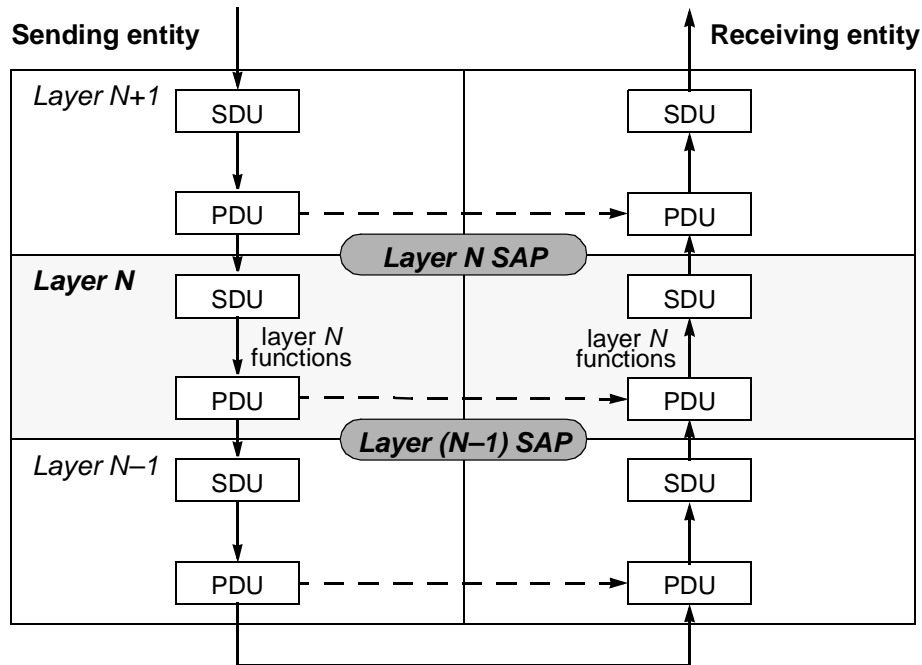 Sending entity
Receiving entity
Layer N+1
SDU
SDU
PDU
PDU
Layer N SAP
Layer N
SDU
SDU
layer N
functions
layer N
functions
PDU
PDU
Layer (N–1) SAP
Layer N–1
SDU
SDU
PDU
PDU